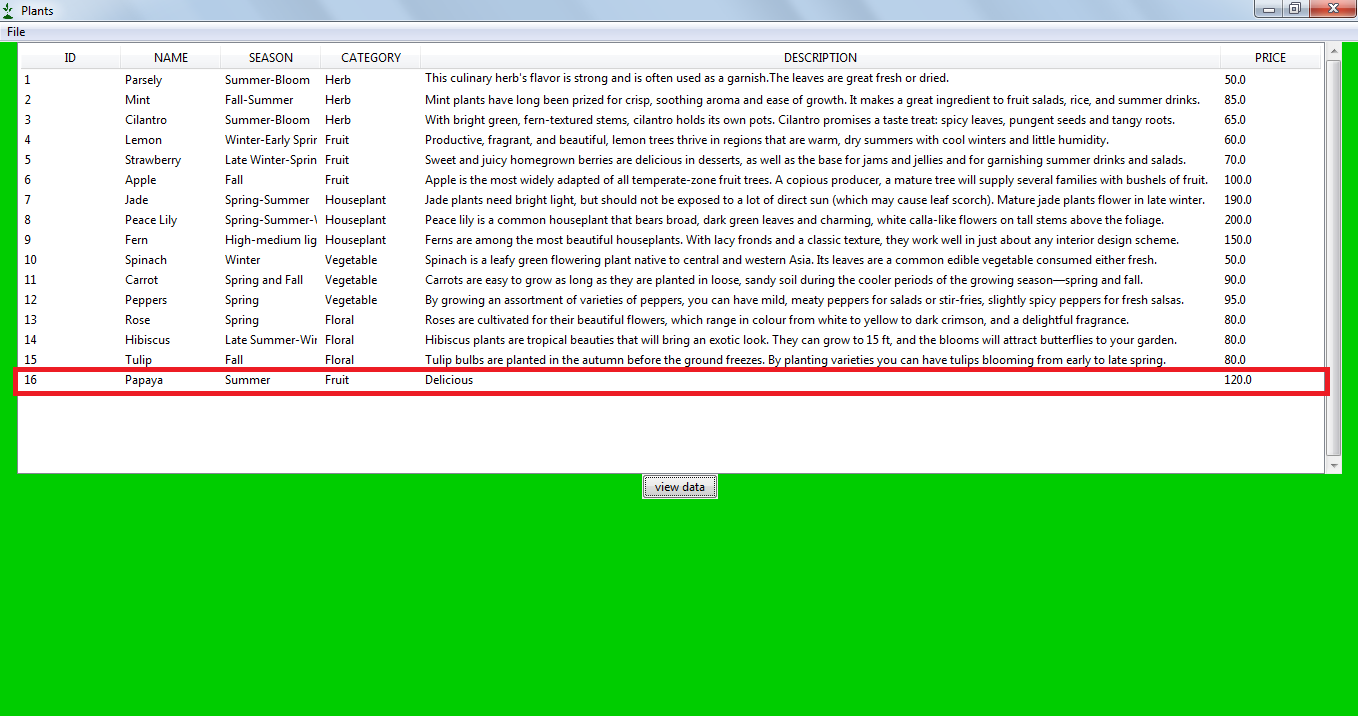 Plants
File
ID NAME SEASON CATEGORY DESCRIPTION PRICE
1 Parsely Summer-Bloom Herb This culinary herb's flavor is strong and is often used as a garnish.The leaves are great fresh or dried. 50.0
2 Mint Fall-Summer Herb Mint plants have long been prized for crisp, soothing aroma and ease of growth. It makes a great ingredient to fruit salads, rice, and summer drinks. 85.0
3 Cilantro Summer-Bloom Herb With bright green, fern-textured stems, cilantro holds its own pots. Cilantro promises a taste treat: spicy leaves, pungent seeds and tangy roots. 65.0
4 Lemon Winter-Early Sprir Fruit Productive, fragrant, and beautiful, lemon trees thrive in regions that are warm, dry summers with cool winters and little humidity. 60.0
5 Strawberry Late Winter-Sprin Fruit Sweet and juicy homegrown berries are delicious in desserts, as well as the base for jams and jellies and for garnishing summer drinks and salads. 70.0
6 Apple Fall Fruit Apple is the most widely adapted of all temperate-zone fruit trees. A copious producer, a mature tree will supply several families with bushels of fruit. 100.0
7 Jade Spring-Summer Houseplant Jade plants need bright light, but should not be exposed to a lot of direct sun (which may cause leaf scorch). Mature jade plants flower in late winter. 190.0
8 Peace Lily Spring-Summer-\ Houseplant Peace lily is a common houseplant that bears broad, dark green leaves and charming, white calla-like flowers on tall stems above the foliage. 200.0
9 Fern High-medium lig Houseplant Ferns are among the most beautiful houseplants. With lacy fronds and a classic texture, they work well in just about any interior design scheme. 150.0
10 Spinach Winter Vegetable Spinach is a leafy green flowering plant native to central and western Asia. Its leaves are a common edible vegetable consumed either fresh. 50.0
11 Carrot Spring and Fall Vegetable Carrots are easy to grow as long as they are planted in loose, sandy soil during the cooler periods of the growing season—spring and fall. 90.0
12 Peppers Spring Vegetable By growing an assortment of varieties of peppers, you can have mild, meaty peppers for salads or stir-fries, slightly spicy peppers for fresh salsas. 95.0
13 Rose Spring Floral Roses are cultivated for their beautiful flowers, which range in colour from white to yellow to dark crimson, and a delightful fragrance. 80.0
14 Hibiscus Late Summer-Wir Floral Hibiscus plants are tropical beauties that will bring an exotic look. They can grow to 15 ft, and the blooms will attract butterflies to your garden. 80.0
15 Tulip Fall Floral Tulip bulbs are planted in the autumn before the ground freezes. By planting varieties you can have tulips blooming from early to late spring. 80.0
16 Papaya Summer Fruit Delicious 120.0
view data